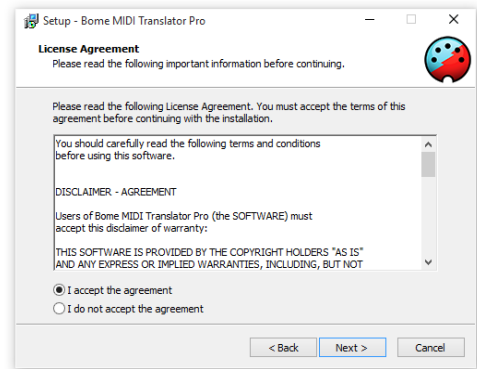 Setup - Bome MIDI Translator Pro
License Agreement
Please read the following important information before continuing.
Please read the following License Agreement. You must accept the terms of this
agreement before continuing with the installation.
You should carefully read the following terms and conditions
before using this software.
DISCLAIMER - AGREEMENT
Users of Bome MIDI Translator Pro (the SOFTWARE) must
accept this disclaimer of warranty:
THIS SOFTWARE IS PROVIDED BY THE COPYRIGHT HOLDERS "AS IS"
AND ANY EXPRESS OR IMPLIED WARRANTIES, INCLUDING, BUT NOT
I accept the agreement
I do not accept the agreement
< Back Next > Cancel